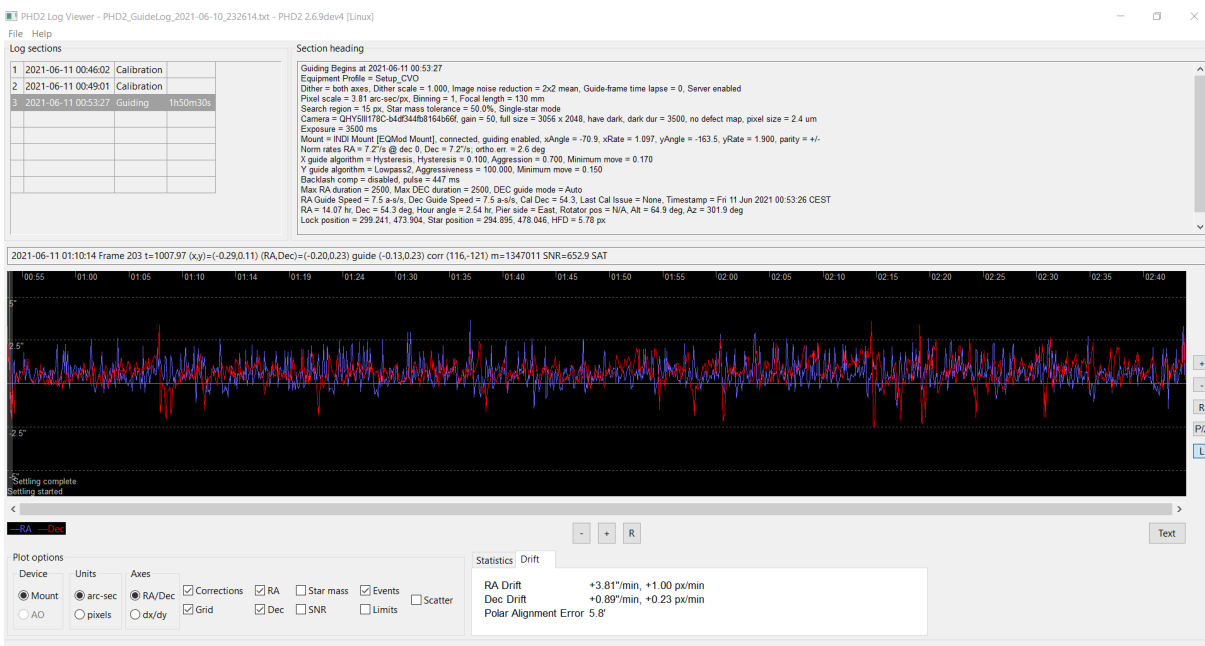 PHD2 Log Viewer - PHD2_GuideLog_2021-06-10_232614.txt - PHD2 2.6.9dev4 [Linux]
File Help
Log sections
1 2021-06-11 00:46:02 Calibration
2 2021-06-11 00:49:01 Calibration
3 2021-06-11 00:53:27 Guiding 1h50m30s
Section heading
Guiding Begins at 2021-06-11 00:53:27
Equipment Profile = Setup_CVO
Dither = both axes, Dither scale = 1.000, Image noise reduction = 2x2 mean, Guide-frame time lapse = 0, Server enabled
Pixel scale = 3.81 arc-sec/px, Binning = 1, Focal length = 130 mm
Search region = 15 px, Star mass tolerance = 50.0%, Single-star mode
Camera = QHY5III178C-b4df344fb8164b66f, gain = 50, full size = 3056 x 2048, have dark, dark dur = 3500, no defect map, pixel size = 2.4 um
Exposure = 3500 ms
Mount = INDI Mount [EQMod Mount], connected, guiding enabled, xAngle = -70.9, xRate = 1.097, yAngle = -163.5, yRate = 1.900, parity = +/-
Norm rates RA = 7.2"/s @ dec 0, Dec = 7.2"/s; ortho.err. = 2.6 deg
X guide algorithm = Hysteresis, Hysteresis = 0.100, Aggression = 0.700, Minimum move = 0.170
Y guide algorithm = Lowpass2, Aggressiveness = 100.000, Minimum move = 0.150
Backlash comp = disabled, pulse = 447 ms
Max RA duration = 2500, Max DEC duration = 2500, DEC guide mode = Auto
RA Guide Speed = 7.5 a-s/s, Dec Guide Speed = 7.5 a-s/s, Cal Dec = 54.3, Last Cal Issue = None, Timestamp = Fri 11 Jun 2021 00:53:26 CEST
RA = 14.07 hr, Dec = 54.3 deg, Hour angle = 2.54 hr, Pier side = East, Rotator pos = N/A, Alt = 64.9 deg, Az = 301.9 deg
Lock position = 299.241, 473.904, Star position = 294.895, 478.046, HFD = 5.78 px
2021-06-11 01:10:14 Frame 203 t=1007.97 (x,y)=(-0.29,0.11) (RA,Dec)=(-0.20,0.23) guide (-0.13,0.23) corr (116,-121) m=1347011 SNR=652.9 SAT
00:55 01:00 01:05 01:10 01:14 01:19 01:24 01:30 01:35 01:40 01:45 01:50 01:55 02:00 02:05 02:10 02:15 02:20 02:25 02:30 02:35 02:40
5"
2.5"
-2.5"
-5"
Settling complete
Settling started
+
-
R
L
< >
—RA —Dec
- + R
Text
Plot options
Device Units Axes
Mount arc-sec RA/Dec Corrections RA Star mass Events Scatter
AO pixels dx/dy Grid Dec SNR Limits
Statistics Drift
RA Drift +3.81"/min, +1.00 px/min
Dec Drift +0.89"/min, +0.23 px/min
Polar Alignment Error 5.8'